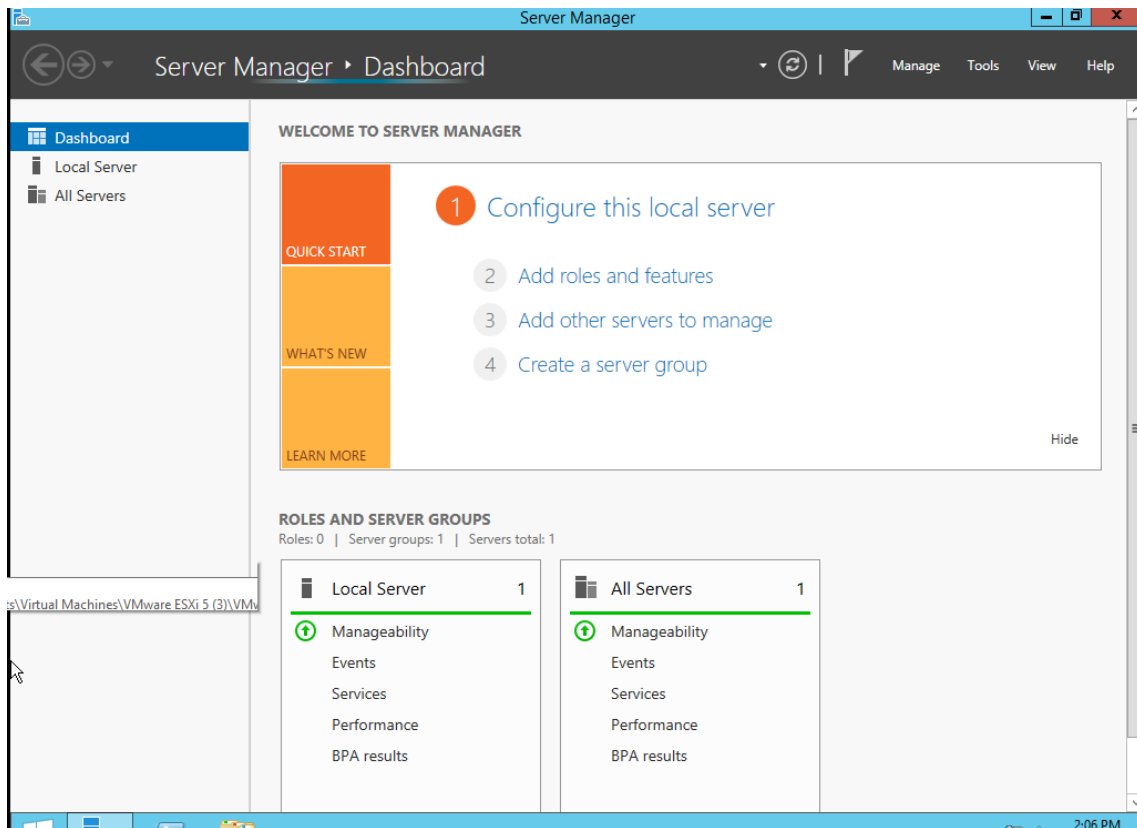 Server Manager
Server Manager • Dashboard
Manage Tools View Help
Dashboard
Local Server
All Servers
WELCOME TO SERVER MANAGER
QUICK START
WHAT'S NEW
LEARN MORE
1 Configure this local server
2 Add roles and features
3 Add other servers to manage
4 Create a server group
Hide
ROLES AND SERVER GROUPS
Roles: 0 | Server groups: 1 | Servers total: 1
Local Server 1
Manageability
Events
Services
Performance
BPA results
All Servers 1
Manageability
Events
Services
Performance
BPA results
\Virtual Machines\VMware ESXi 5 (3)\
2:06 PM